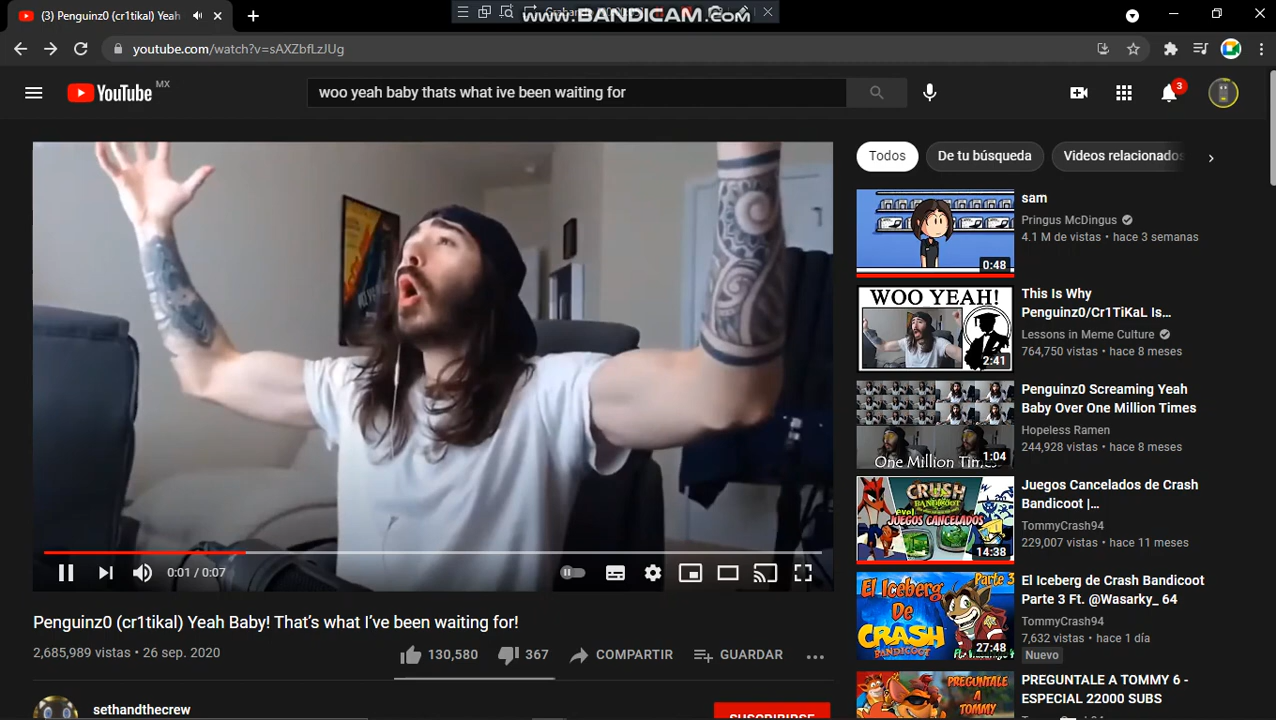 (3) Penguinz0 (cr1tikal) Yeah
www.BANDICAM.com
youtube.com/watch?v=sAXZbfLzJUg
YouTube MX
woo yeah baby thats what ive been waiting for
3
Todos
De tu búsqueda
Videos relacionados
sam
Pringus McDingus
4.1 M de vistas • hace 3 semanas
0:48
WOO YEAH!
2:41
This Is Why
Penguinz0/Cr1TiKaL Is...
Lessons in Meme Culture
764,750 vistas • hace 8 meses
One Million Times
1:04
Penguinz0 Screaming Yeah
Baby Over One Million Times
Hopeless Ramen
244,928 vistas • hace 8 meses
CRUSH
BANDICOOT
JUEGOS CANCELADOS
14:38
Juegos Cancelados de Crash
Bandicoot |...
TommyCrash94
229,007 vistas • hace 11 meses
El Iceberg Parte 3
De
CRASH
BANDICOOT
27:48
El Iceberg de Crash Bandicoot
Parte 3 Ft. @Wasarky_ 64
TommyCrash94
7,632 vistas • hace 1 día
Nuevo
PREGUNTALE
A
TOMMY
PREGUNTALE A TOMMY 6 -
ESPECIAL 22000 SUBS
0:01 / 0:07
Penguinz0 (cr1tikal) Yeah Baby! That's what I've been waiting for!
2,685,989 vistas • 26 sep. 2020
130,580
367
COMPARTIR
GUARDAR
sethandthecrew
SUSCRIBIRSE